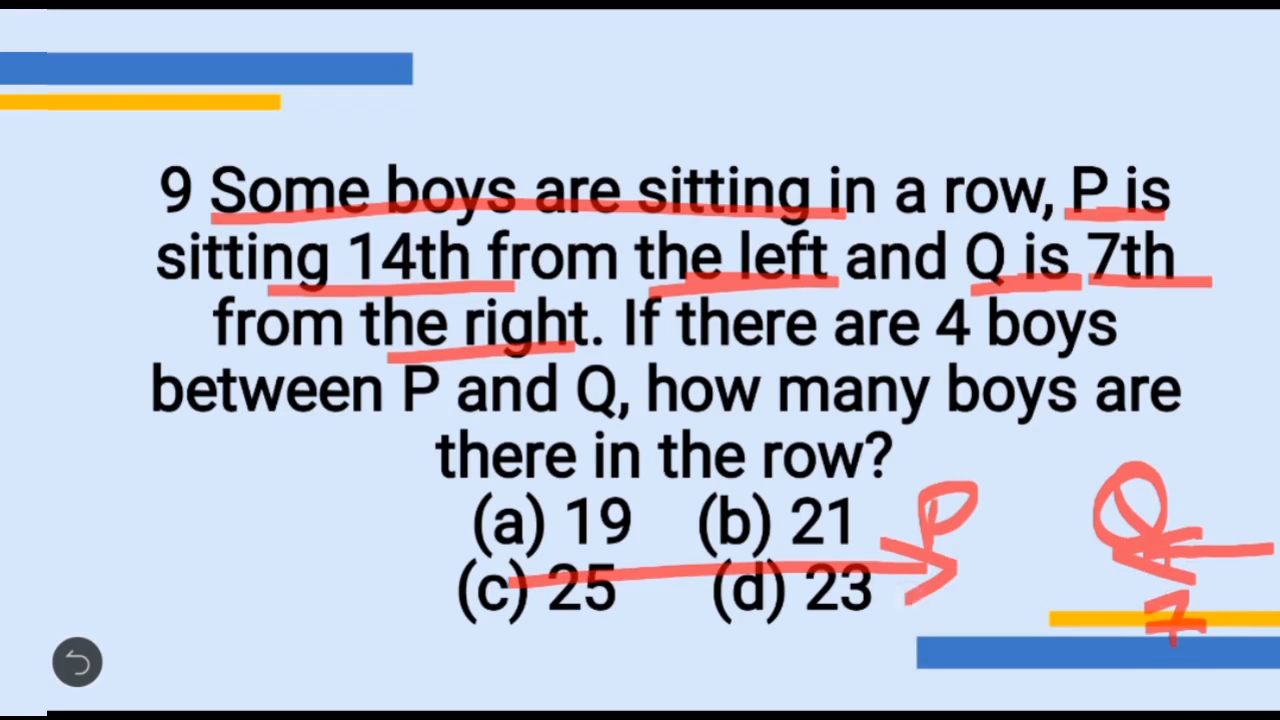 9 Some boys are sitting in a row, P is
sitting 14th from the left and Q is 7th
from the right. If there are 4 boys
between P and Q, how many boys are
there in the row?
(a) 19 (b) 21
(c) 25 (d) 23
P Q
7